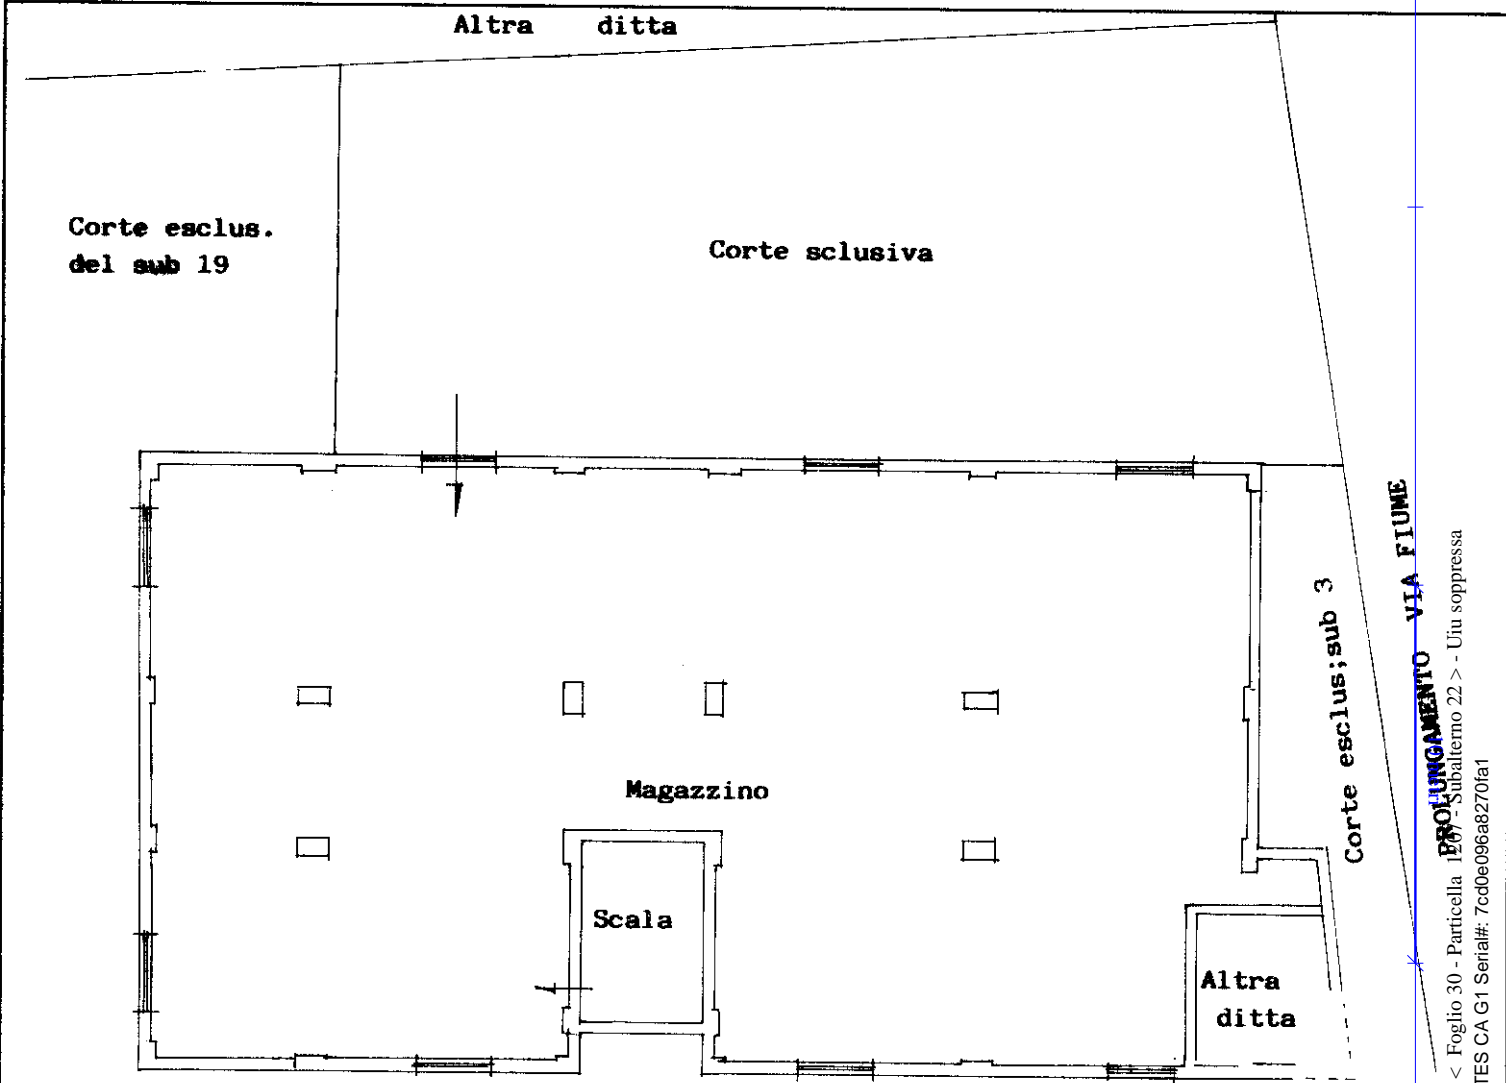 Altra ditta
Corte esclus.
del sub 19
Corte sclusiva
Magazzino
Scala
Altra
ditta
Corte esclus;sub 3
PROLUNGAMENTO VIA FIUME
< Foglio 30 - Particella 1207 - Subalterno 22 > - Uiu soppressa
TES CA G1 Serial#: 7cd0e096a8270fa1